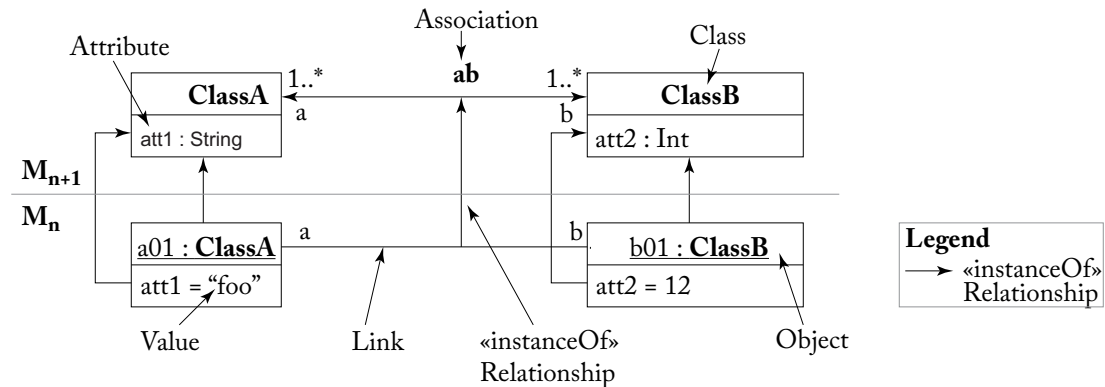 Association
Attribute
Class
1..*
ab
1..*
ClassA
ClassB
a
b
att1 : String
att2 : Int
Mn+1
Mn
a01 : ClassA
a
b
b01 : ClassB
Legend
«instanceOf»
Relationship
att1 = “foo”
att2 = 12
Value
Link
«instanceOf»
Relationship
Object